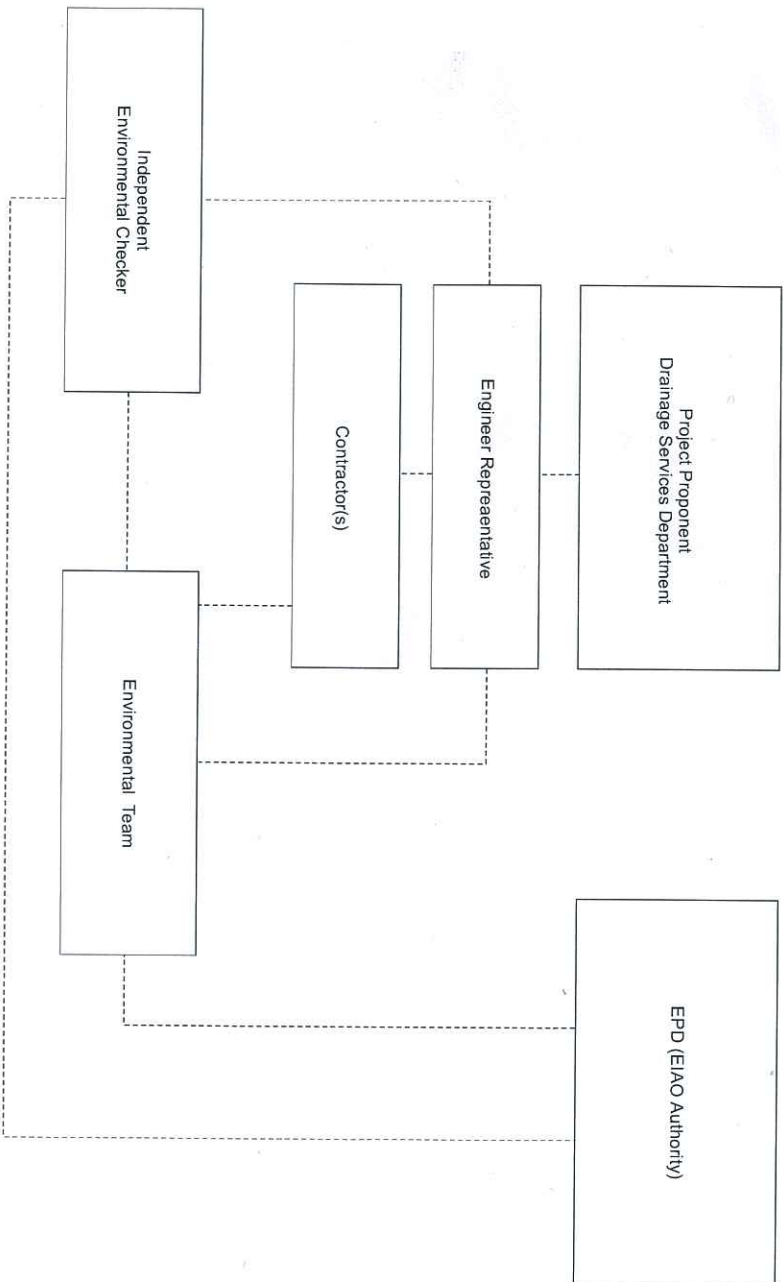 Project Proponent
Drainage Services Department
EPD (EIAO Authority)
Engineer Repreaentative
Contractor(s)
Independent
Environmental Checker
Environmental Team